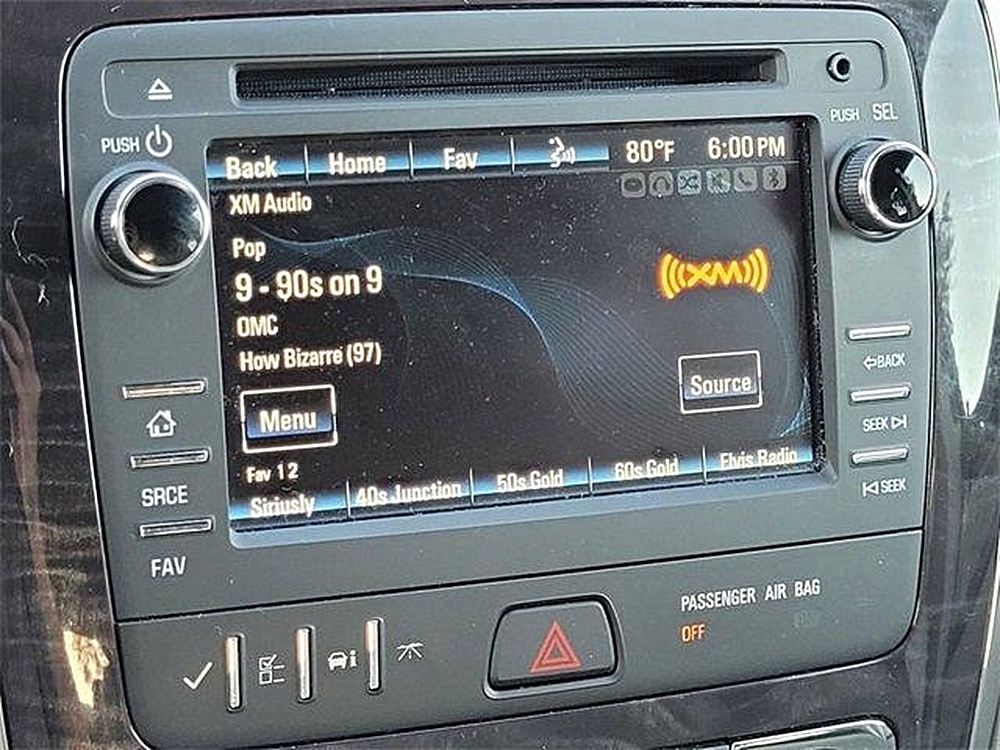 PUSH
PUSH SEL
Back Home Fav 80°F 6:00 PM
XM Audio
Pop
9 - 90s on 9
((XM))
OMC
How Bizarre (97)
Menu
Source
Fav 1 2
Siriusly 40s Junction 50s Gold 60s Gold Elvis Radio
BACK
SEEK
SEEK
SRCE
FAV
PASSENGER AIR BAG
OFF